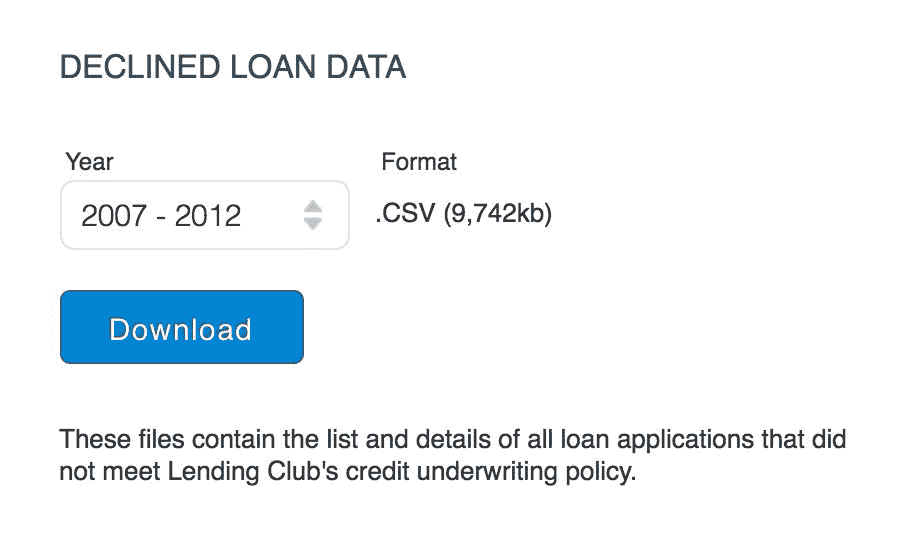 DECLINED LOAN DATA
Year
Format
2007 - 2012
.CSV (9,742kb)
Download
These files contain the list and details of all loan applications that did
not meet Lending Club's credit underwriting policy.